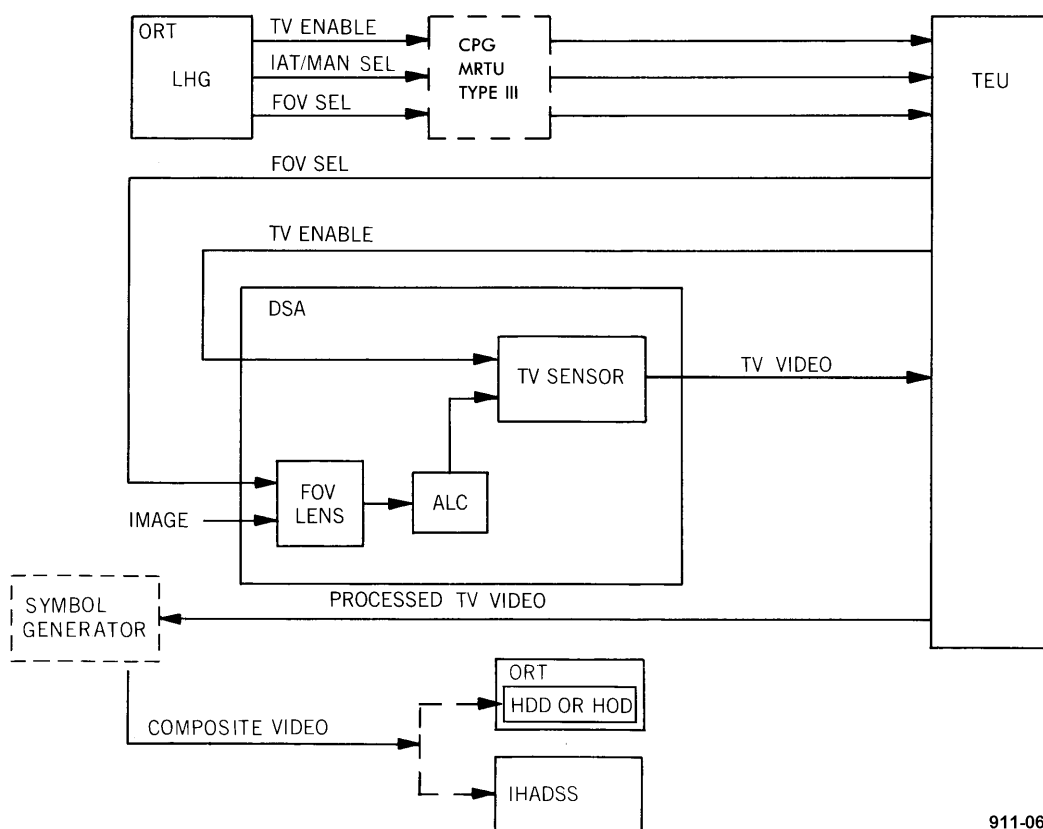 ORT
LHG
TV ENABLE
IAT/MAN SEL
FOV SEL
CPG
MRTU
TYPE III
TEU
FOV SEL
TV ENABLE
DSA
TV SENSOR
TV VIDEO
FOV
LENS
ALC
IMAGE
PROCESSED TV VIDEO
SYMBOL
GENERATOR
ORT
HDD OR HOD
COMPOSITE VIDEO
IHADSS
911-06